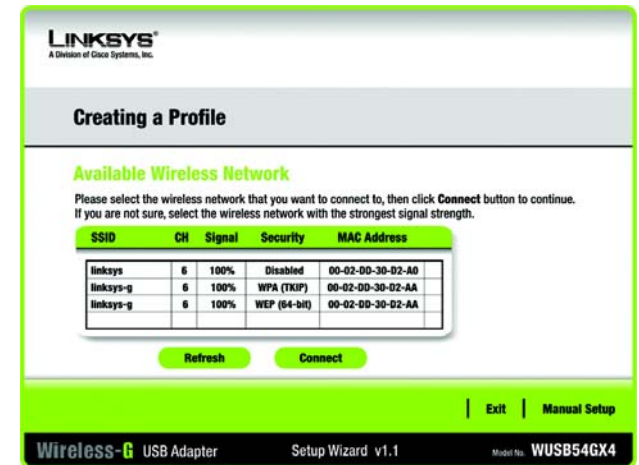 LINKSYS®
A Division of Cisco Systems, Inc.
Creating a Profile
Available Wireless Network
Please select the wireless network that you want to connect to, then click Connect button to continue.
If you are not sure, select the wireless network with the strongest signal strength.
SSID CH Signal Security MAC Address
linksys 6 100% Disabled 00-02-DD-30-D2-A0
linksys-g 6 100% WPA (TKIP) 00-02-DD-30-D2-AA
linksys-g 6 100% WEP (64-bit) 00-02-DD-30-D2-AA
Refresh Connect
Exit Manual Setup
Wireless-G USB Adapter Setup Wizard v1.1 Model No. WUSB54GX4